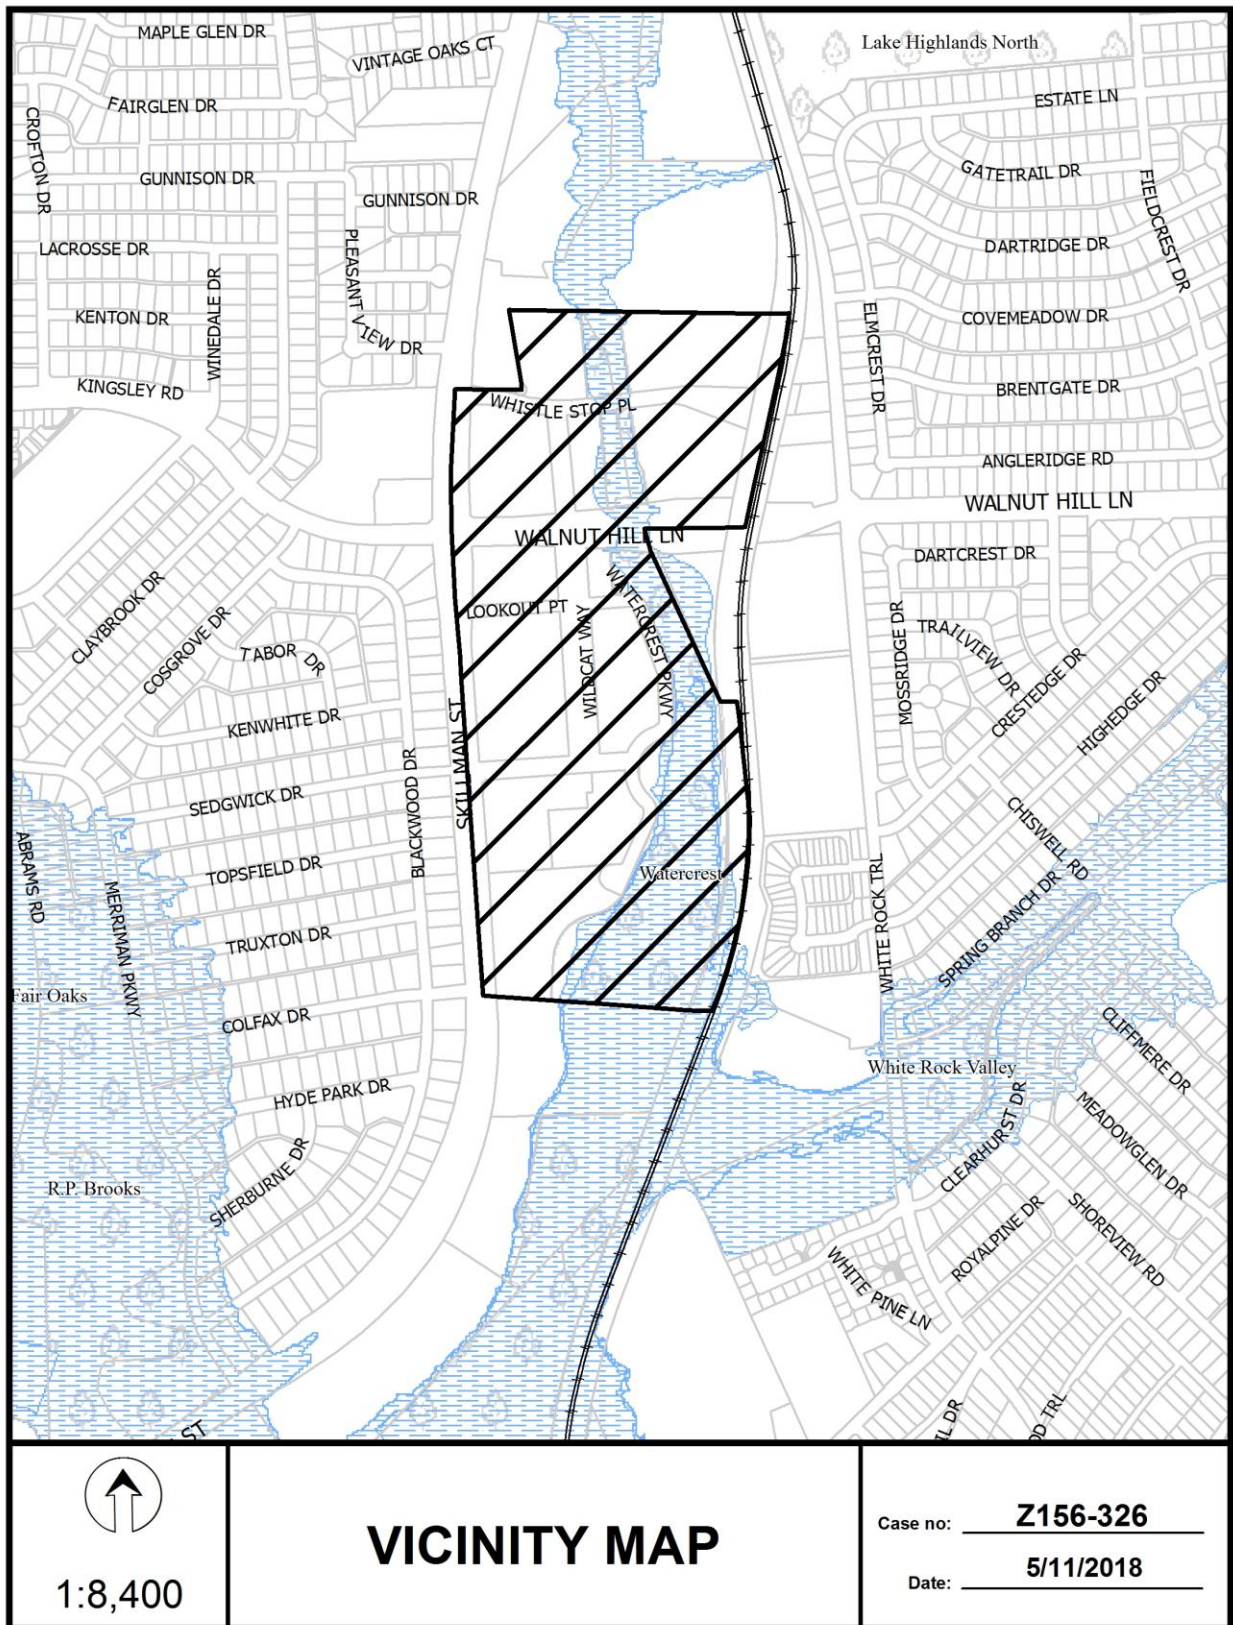 MAPLE GLEN DR
VINTAGE OAKS CT
Lake Highlands North
FAIRGLEN DR
ESTATE LN
CROFTON DR
GUNNISON DR
GUNNISON DR
GATETRAIL DR
FIELDCREST DR
LACROSSE DR
PLEASANT VIEW DR
DARTRIDGE DR
WINEDALE DR
KENTON DR
ELMCREST DR
COVEMEADOW DR
KINGSLEY RD
BRENTGATE DR
WHISTLE STOP PL
ANGLERIDGE RD
WALNUT HILL LN
WALNUT HILL LN
DARTCREST DR
CLAYBROOK DR
COSGROVE DR
LOOKOUT PT
WILDCAT WAY
WATERCREST PKWY
MOSSRIDGE DR
TRAILVIEW DR
TABOR DR
CRESTEDGE DR
HIGHEDGE DR
KENWHITE DR
SKILLMAN ST
BLACKWOOD DR
SEDGWICK DR
CHISWELL RD
ABRAMS RD
TOPSFIELD DR
Watercrest
MERRIMAN PKWY
WHITE ROCK TRL
SPRING BRANCH DR
TRUXTON DR
Fair Oaks
COLFAX DR
CLIFFMERE DR
White Rock Valley
HYDE PARK DR
MEADOWGLEN DR
CLEARHURST DR
R.P. Brooks
SHERBURNE DR
SHOREVIEW RD
ROYALPINE DR
WHITE PINE LN
ST
IL DR
OD TRL
1:8,400
VICINITY MAP
Case no: Z156-326
Date: 5/11/2018